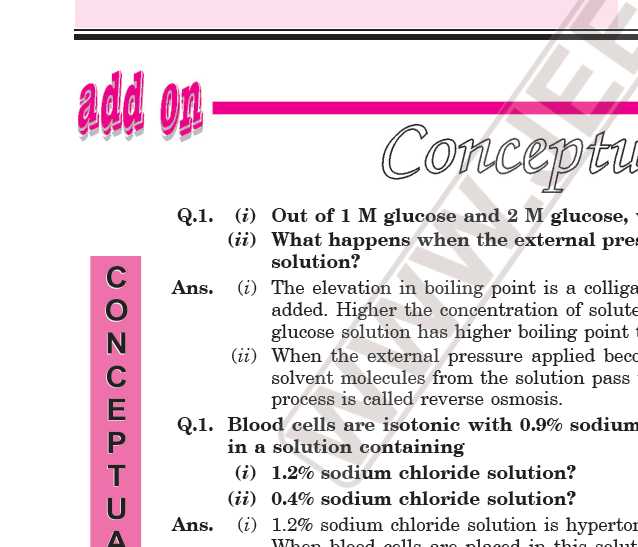 add on
Conceptu
Q.1. (i) Out of 1 M glucose and 2 M glucose,
(ii) What happens when the external pres
solution?
Ans. (i) The elevation in boiling point is a colliga
added. Higher the concentration of solute
glucose solution has higher boiling point t
(ii) When the external pressure applied beco
solvent molecules from the solution pass
process is called reverse osmosis.
Q.1. Blood cells are isotonic with 0.9% sodium
in a solution containing
(i) 1.2% sodium chloride solution?
(ii) 0.4% sodium chloride solution?
Ans. (i) 1.2% sodium chloride solution is hyperton
When blood cells are placed in this solut
CONCEPTUA
WWW.JEE